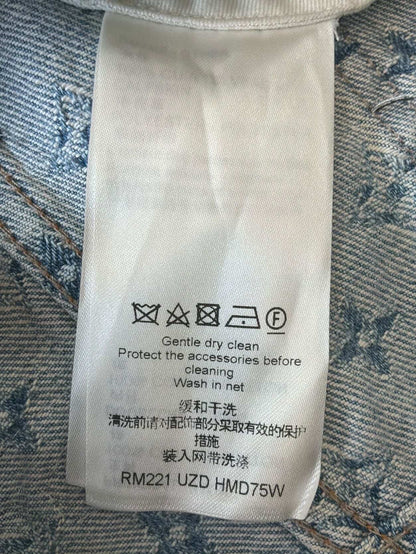 F
Gentle dry clean
Protect the accessories before
cleaning
Wash in net
缓和干洗
清洗前请对配饰部分采取有效的保护
措施
装入网带洗涤
RM221 UZD HMD75W